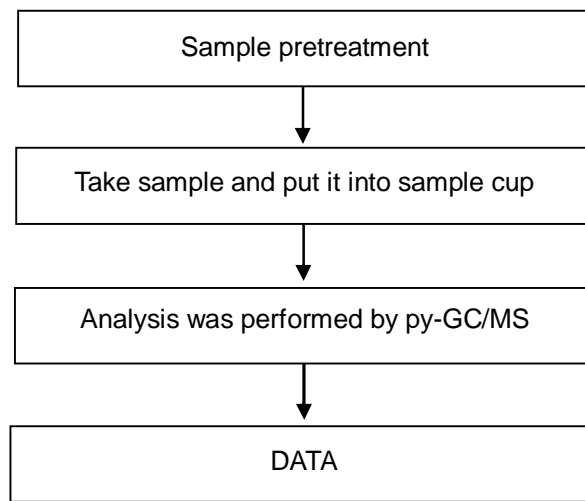 Sample pretreatment
Take sample and put it into sample cup
Analysis was performed by py-GC/MS
DATA